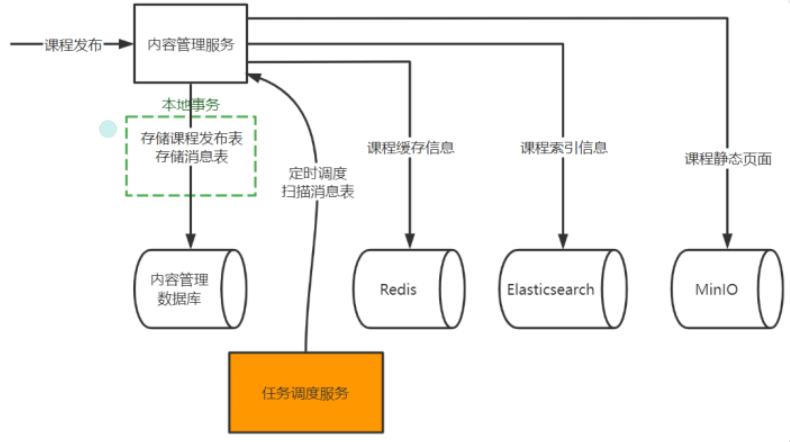 课程发布
内容管理服务
本地事务
存储课程发布表
存储消息表
定时调度
扫描消息表
课程缓存信息
课程索引信息
课程静态页面
内容管理
数据库
Redis
Elasticsearch
MinIO
任务调度服务